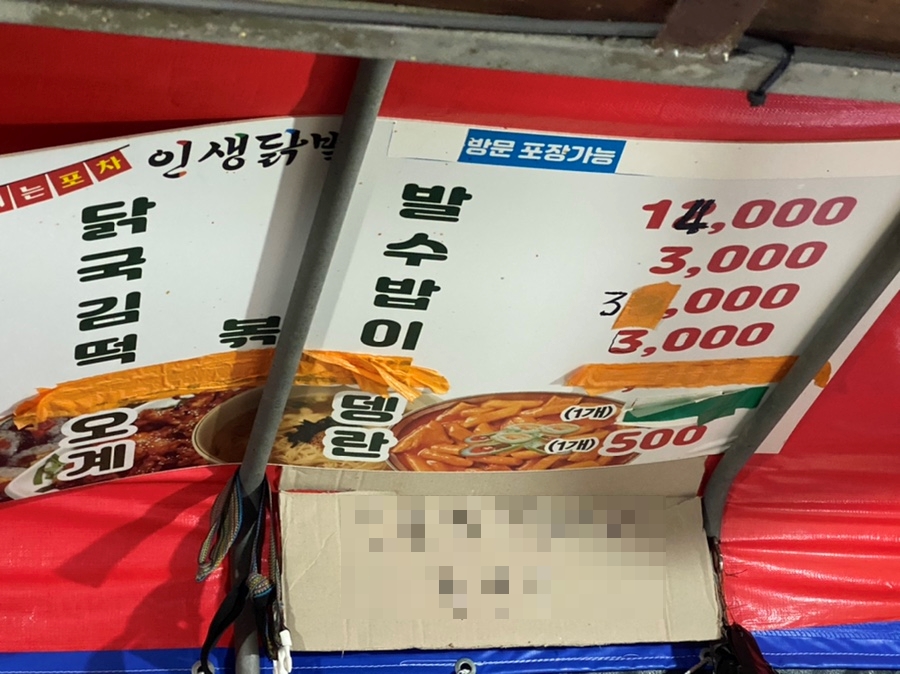 는포차 인생닭발 방문 포장가능
닭 발 14,000
국 수 3,000
김 밥 3,000
떡 볶 이 3,000
오 뎅 (1개)
계 란 (1개) 500